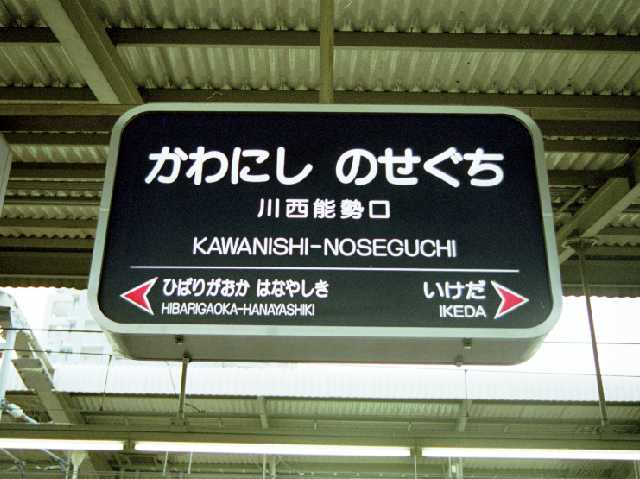 かわにし のせぐち
川西能勢口
KAWANISHI-NOSEGUCHI
ひばりがおか はなやしき
HIBARIGAOKA-HANAYASHIKI
いけだ
IKEDA